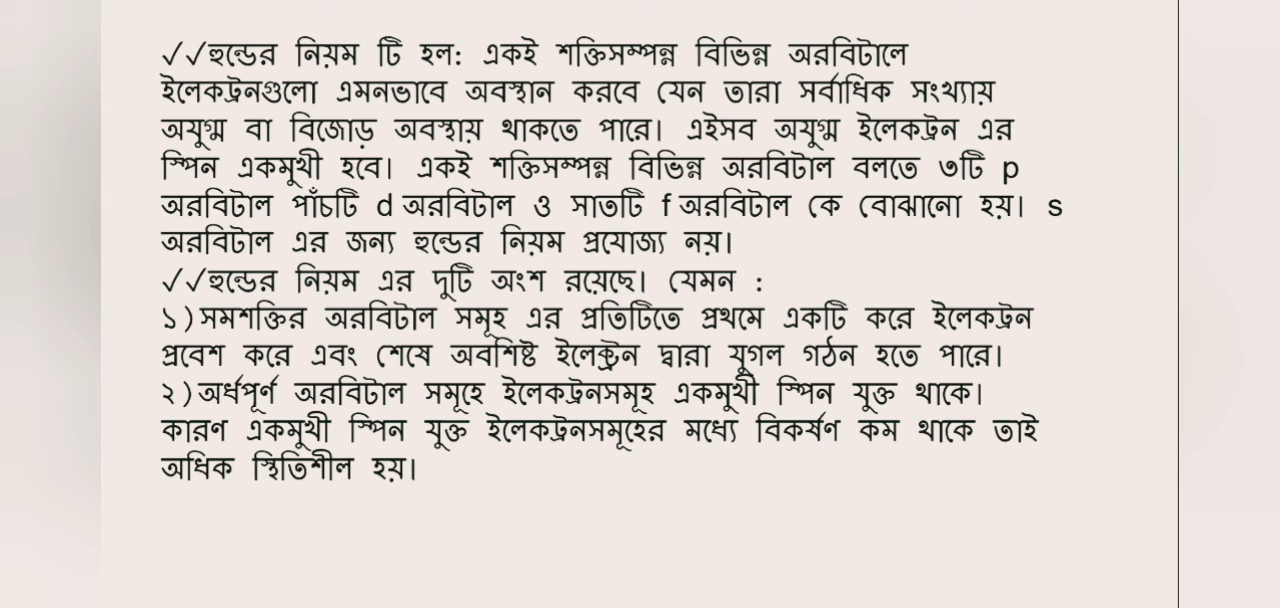 ✓✓হুন্ডের নিয়ম টি হল: একই শক্তিসম্পন্ন বিভিন্ন অরবিটালে
ইলেকট্রনগুলো এমনভাবে অবস্থান করবে যেন তারা সর্বাধিক সংখ্যায়
অযুগ্ম বা বিজোড় অবস্থায় থাকতে পারে। এইসব অযুগ্ম ইলেকট্রন এর
স্পিন একমুখী হবে। একই শক্তিসম্পন্ন বিভিন্ন অরবিটাল বলতে ৩টি p
অরবিটাল পাঁচটি d অরবিটাল ও সাতটি f অরবিটাল কে বোঝানো হয়। s
অরবিটাল এর জন্য হুন্ডের নিয়ম প্রযোজ্য নয়।
✓✓হুন্ডের নিয়ম এর দুটি অংশ রয়েছে। যেমন :
১)সমশক্তির অরবিটাল সমূহ এর প্রতিটিতে প্রথমে একটি করে ইলেকট্রন
প্রবেশ করে এবং শেষে অবশিষ্ট ইলেক্ট্রন দ্বারা যুগল গঠন হতে পারে।
২)অর্ধপূর্ণ অরবিটাল সমূহে ইলেকট্রনসমূহ একমুখী স্পিন যুক্ত থাকে।
কারণ একমুখী স্পিন যুক্ত ইলেকট্রনসমূহের মধ্যে বিকর্ষণ কম থাকে তাই
অধিক স্থিতিশীল হয়।